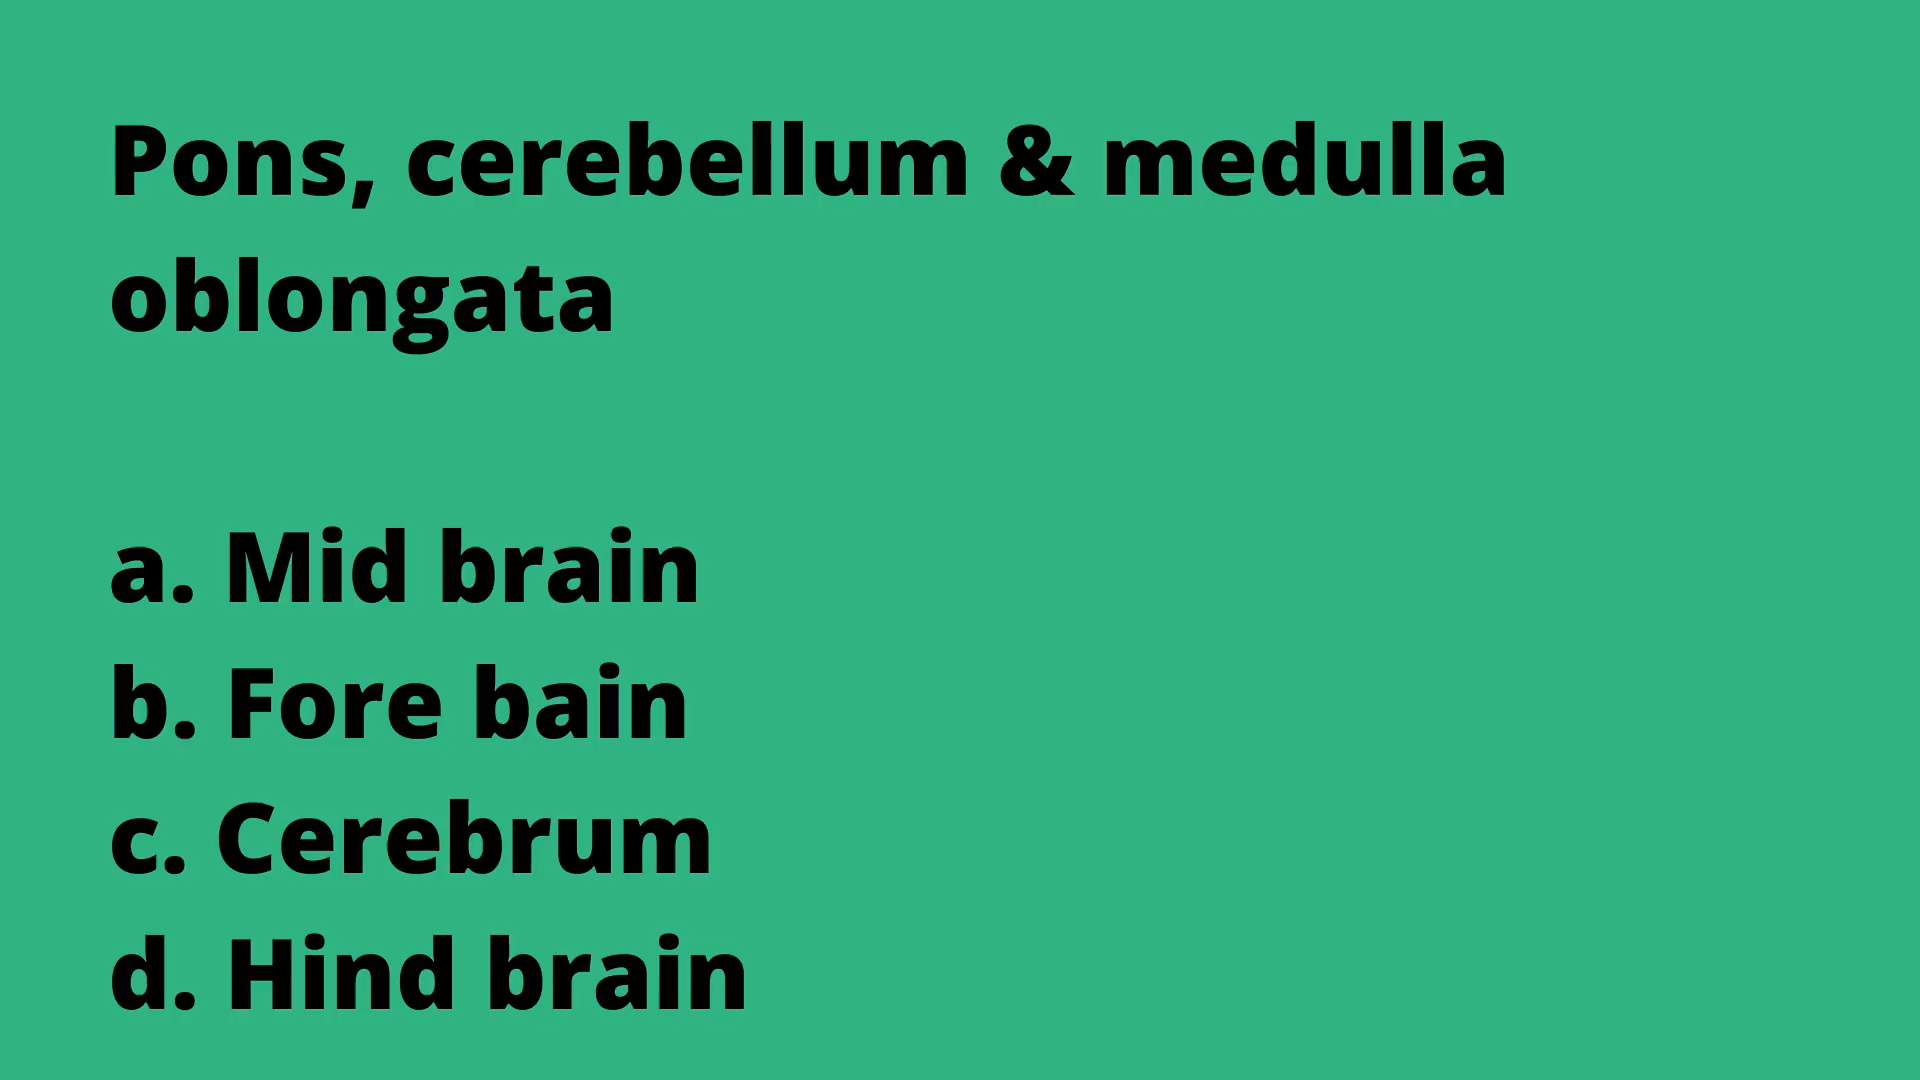 Pons, cerebellum & medulla
oblongata
a. Mid brain
b. Fore bain
c. Cerebrum
d. Hind brain